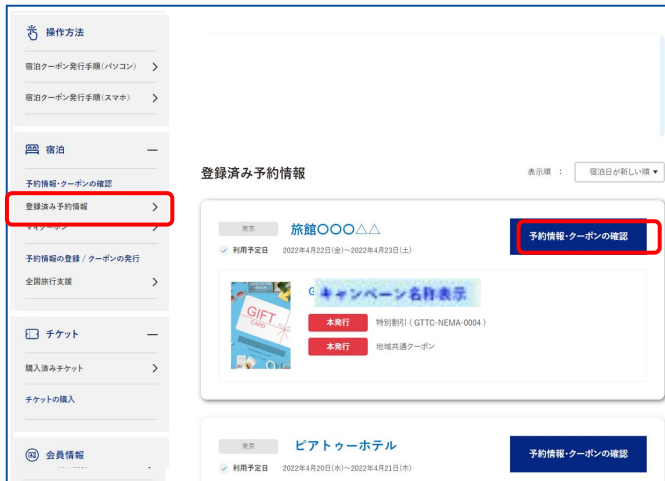 操作方法
宿泊クーポン発行手順(パソコン)
宿泊クーポン発行手順(スマホ)
宿泊
予約情報・クーポンの確認
登録済み予約情報
マイクーポン
予約情報の登録 / クーポンの発行
全国旅行支援
チケット
購入済みチケット
チケットの購入
会員情報
登録済み予約情報
表示順 : 宿泊日が新しい順▼
東京 旅館〇〇〇△△
予約情報・クーポンの確認
利用予定日 2022年4月22日(金)~2022年4月23日(土)
GIFT
CARD
G キャンペーン名称表示
本発行 特別割引 ( GTTC-NEMA-0004 )
本発行 地域共通クーポン
東京 ピアトゥーホテル
予約情報・クーポンの確認
利用予定日 2022年4月20日(水)~2022年4月21日(木)